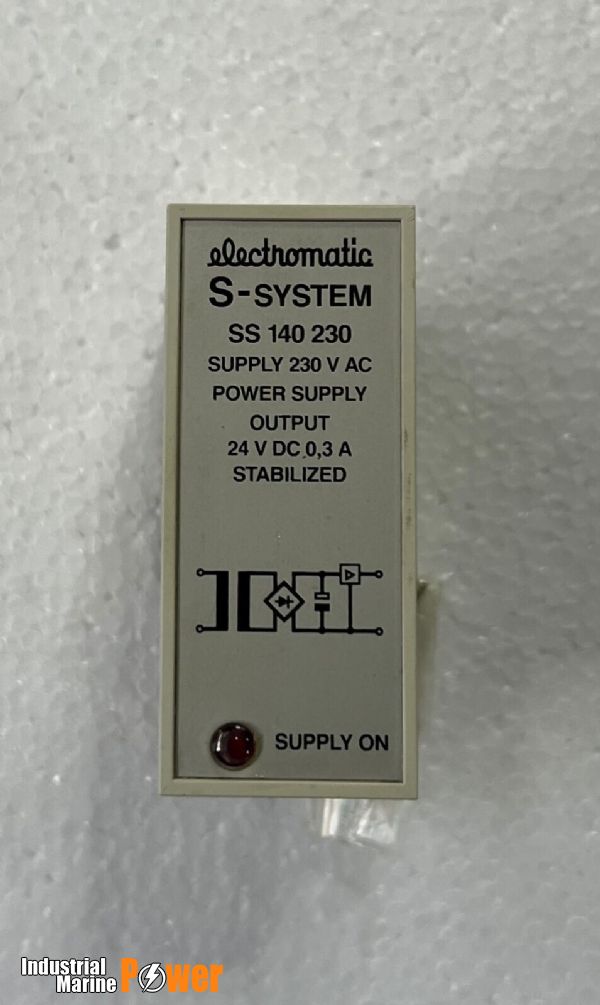 electromatic
S-SYSTEM
SS 140 230
SUPPLY 230 V AC
POWER SUPPLY
OUTPUT
24 V DC 0,3 A
STABILIZED
SUPPLY ON
Industrial
Marine Power